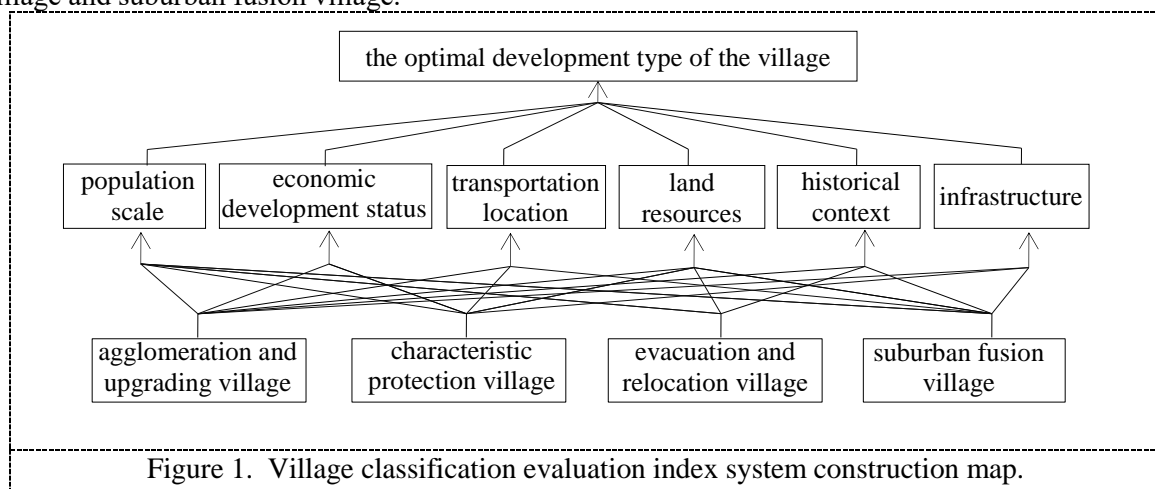 illage and suburban fusion village.
the optimal development type of the village
population
scale
economic
development status
transportation
location
land
resources
historical
context
infrastructure
agglomeration and
upgrading village
characteristic
protection village
evacuation and
relocation village
suburban fusion
village
Figure 1. Village classification evaluation index system construction map.